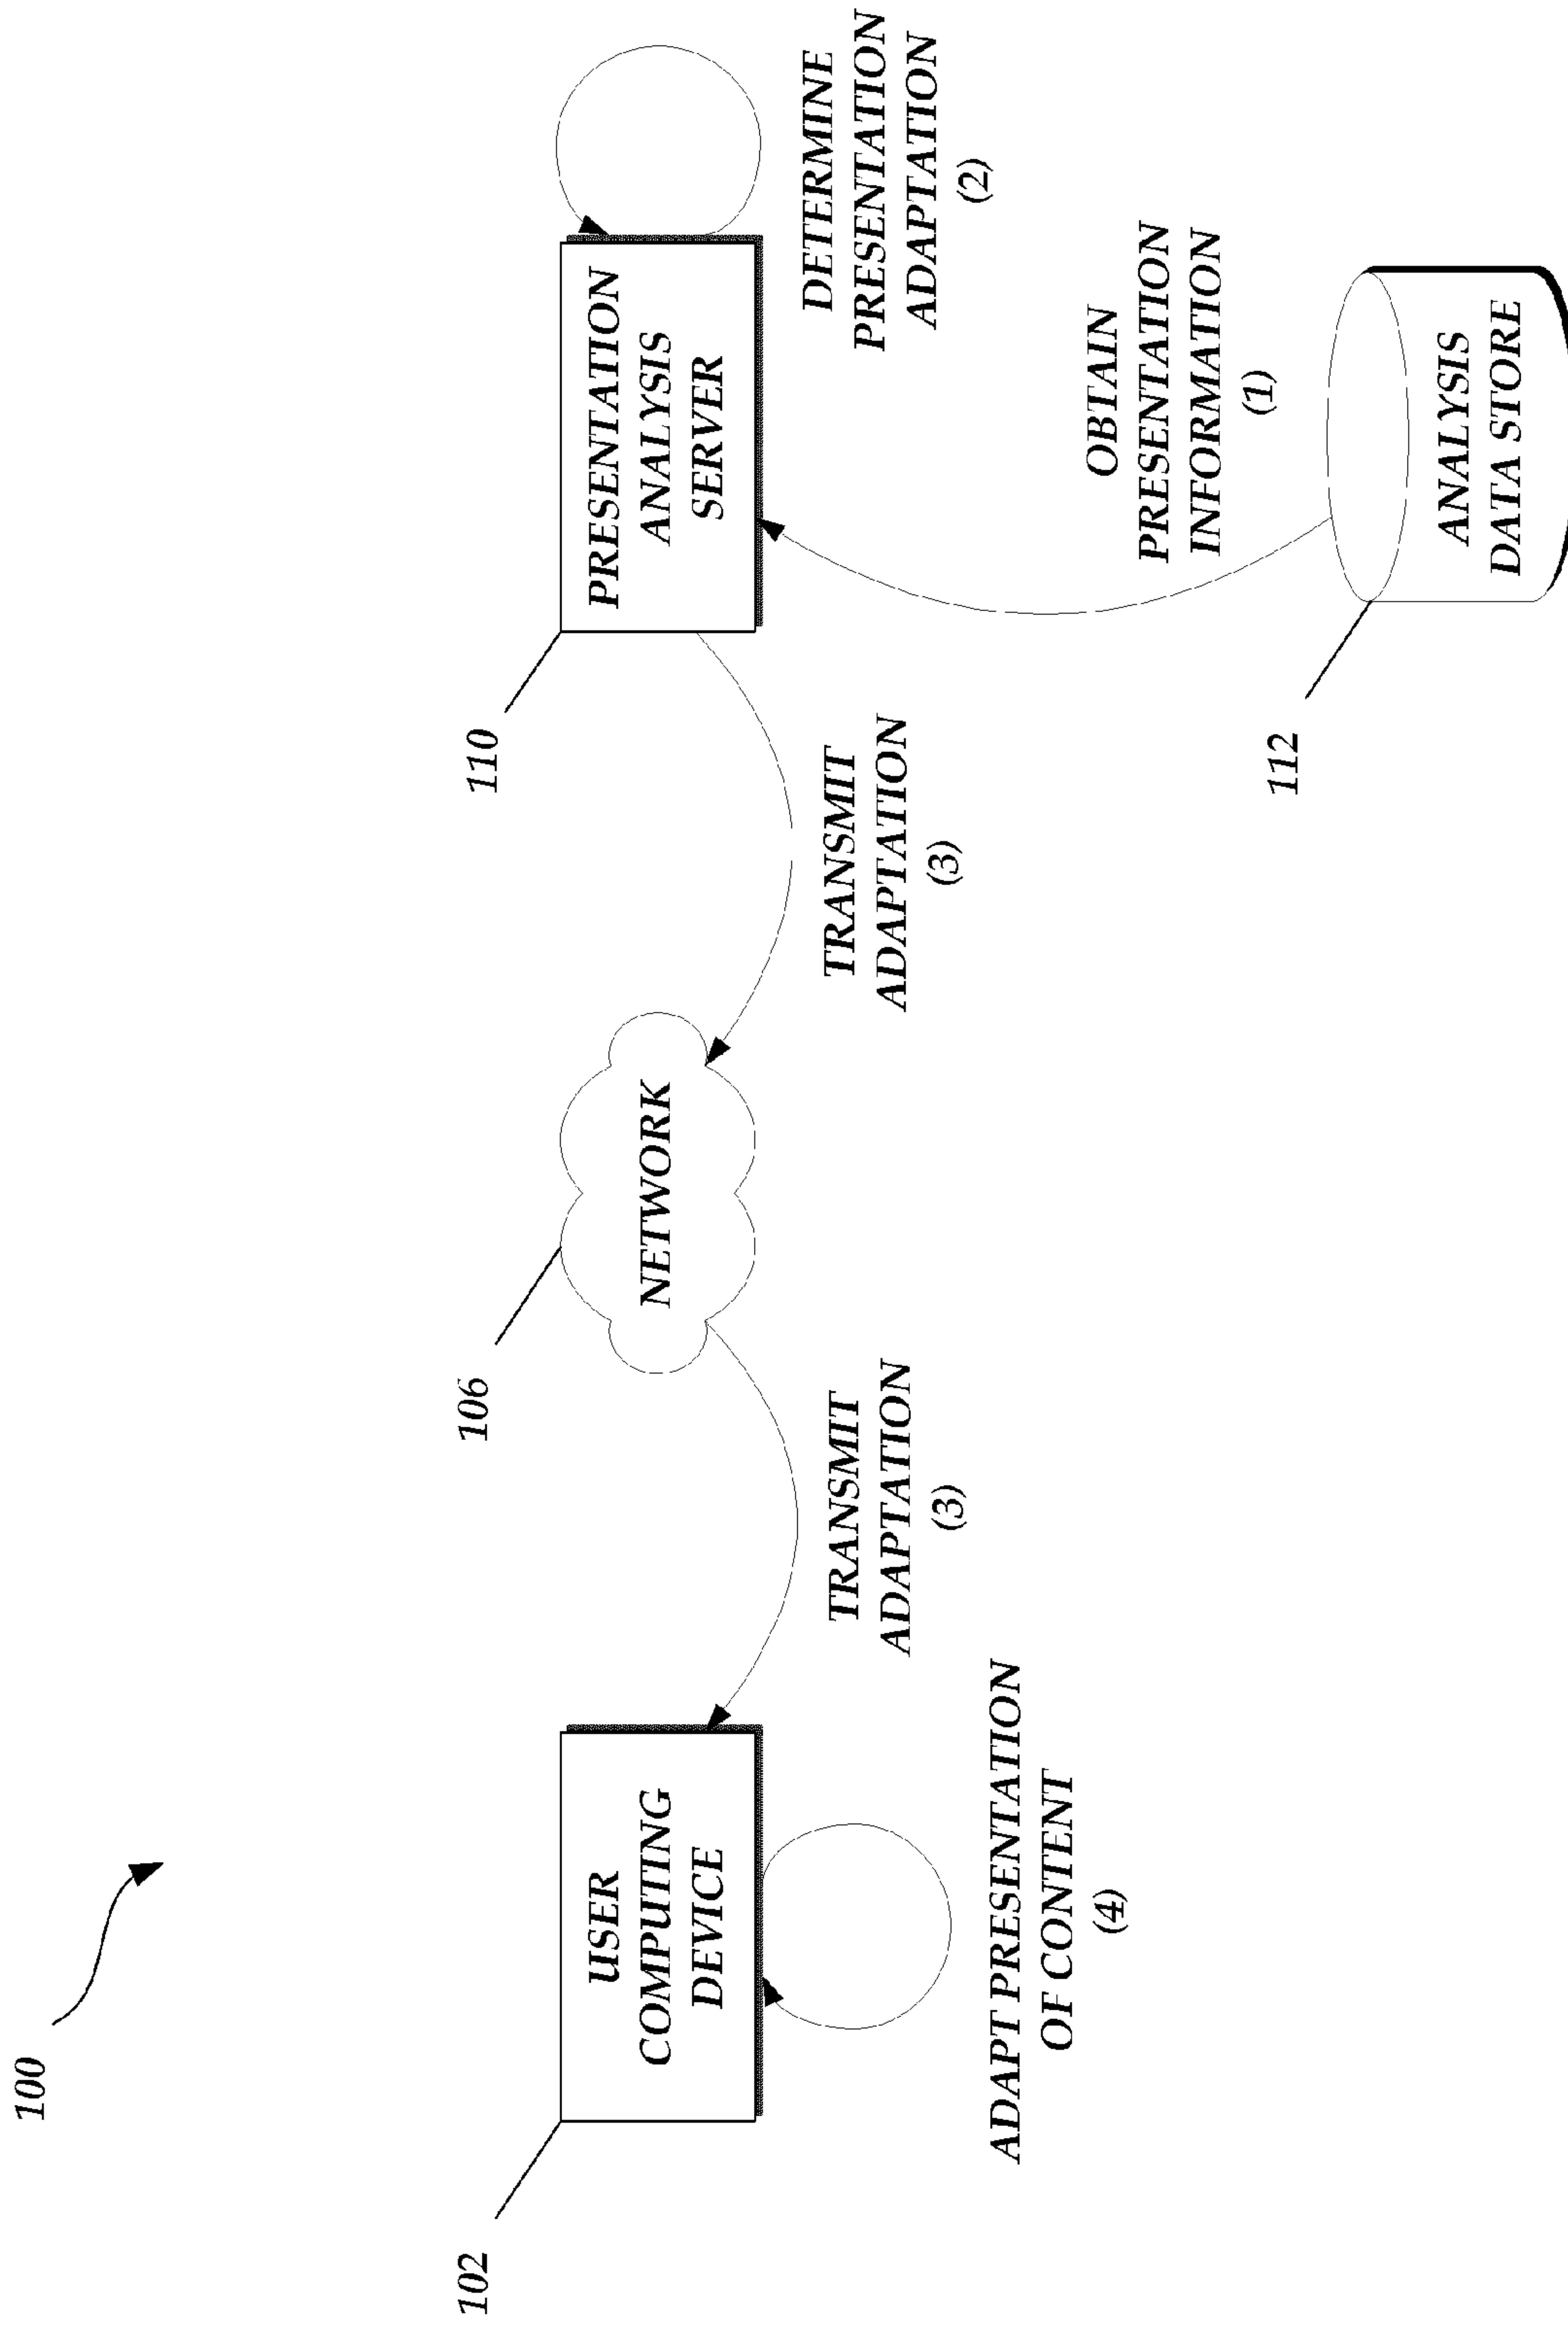 100
102
USER
COMPUTING
DEVICE
ADAPT PRESENTATION
OF CONTENT
(4)
TRANSMIT
ADAPTATION
(3)
106
NETWORK
TRANSMIT
ADAPTATION
(3)
110
PRESENTATION
ANALYSIS
SERVER
DETERMINE
PRESENTATION
ADAPTATION
(2)
OBTAIN
PRESENTATION
INFORMATION
(1)
112
ANALYSIS
DATA STORE